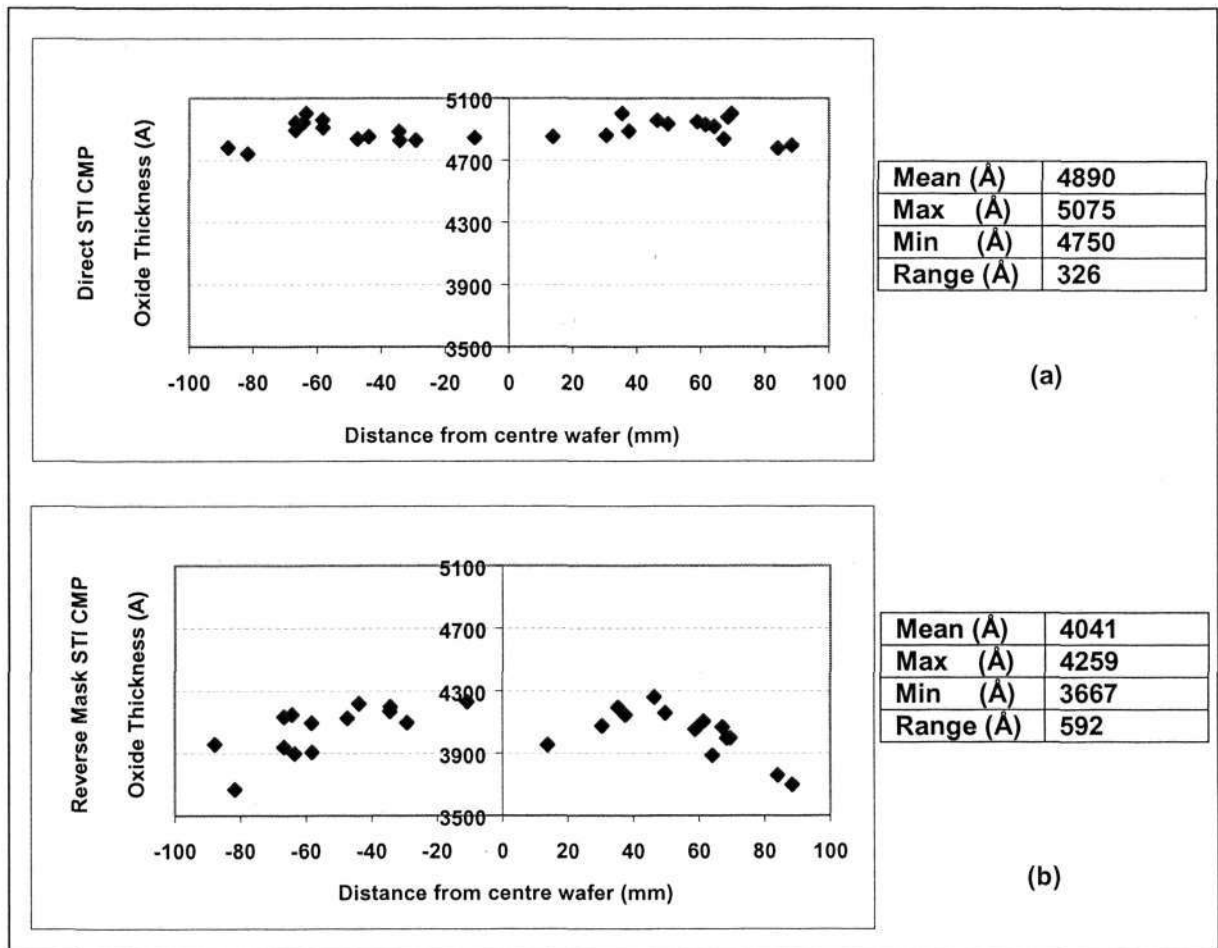 Direct STI CMP
Oxide Thickness (A)
5100
4700
4300
3900
3500
-100 -80 -60 -40 -20 0 20 40 60 80 100
Distance from centre wafer (mm)
Mean (Å) 4890
Max (Å) 5075
Min (Å) 4750
Range (Å) 326
(a)
Reverse Mask STI CMP
Oxide Thickness (A)
5100
4700
4300
3900
3500
-100 -80 -60 -40 -20 0 20 40 60 80 100
Distance from centre wafer (mm)
Mean (Å) 4041
Max (Å) 4259
Min (Å) 3667
Range (Å) 592
(b)